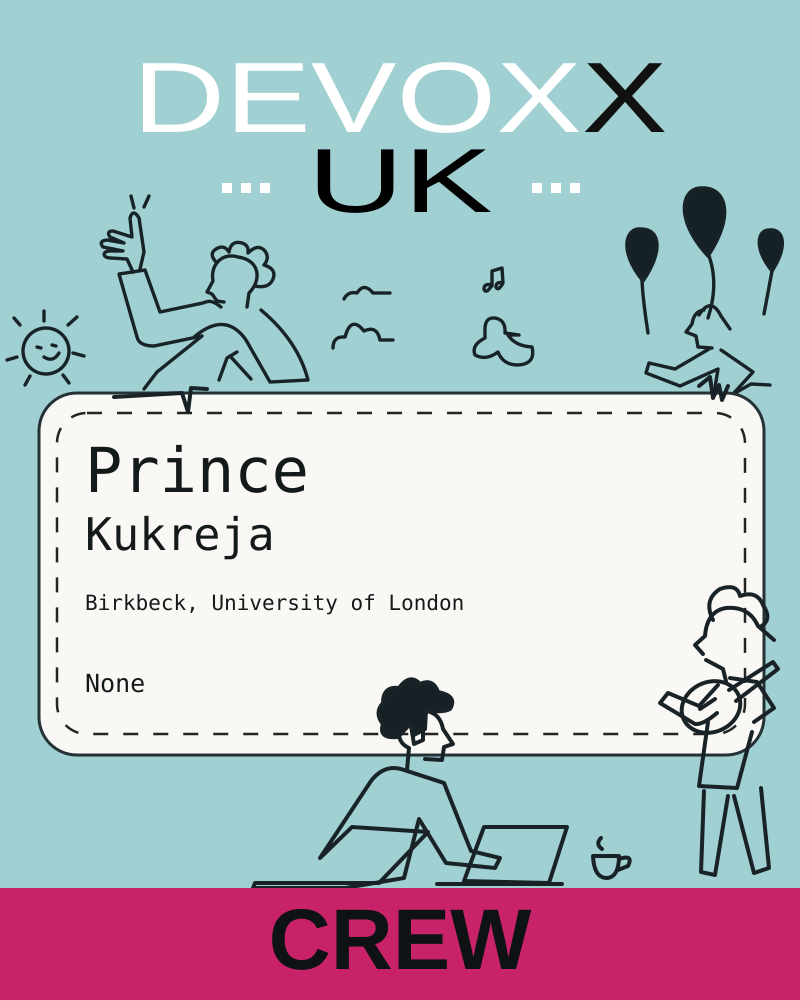 DEVOXX
UK
Prince
Kukreja
Birkbeck, University of London
None
CREW